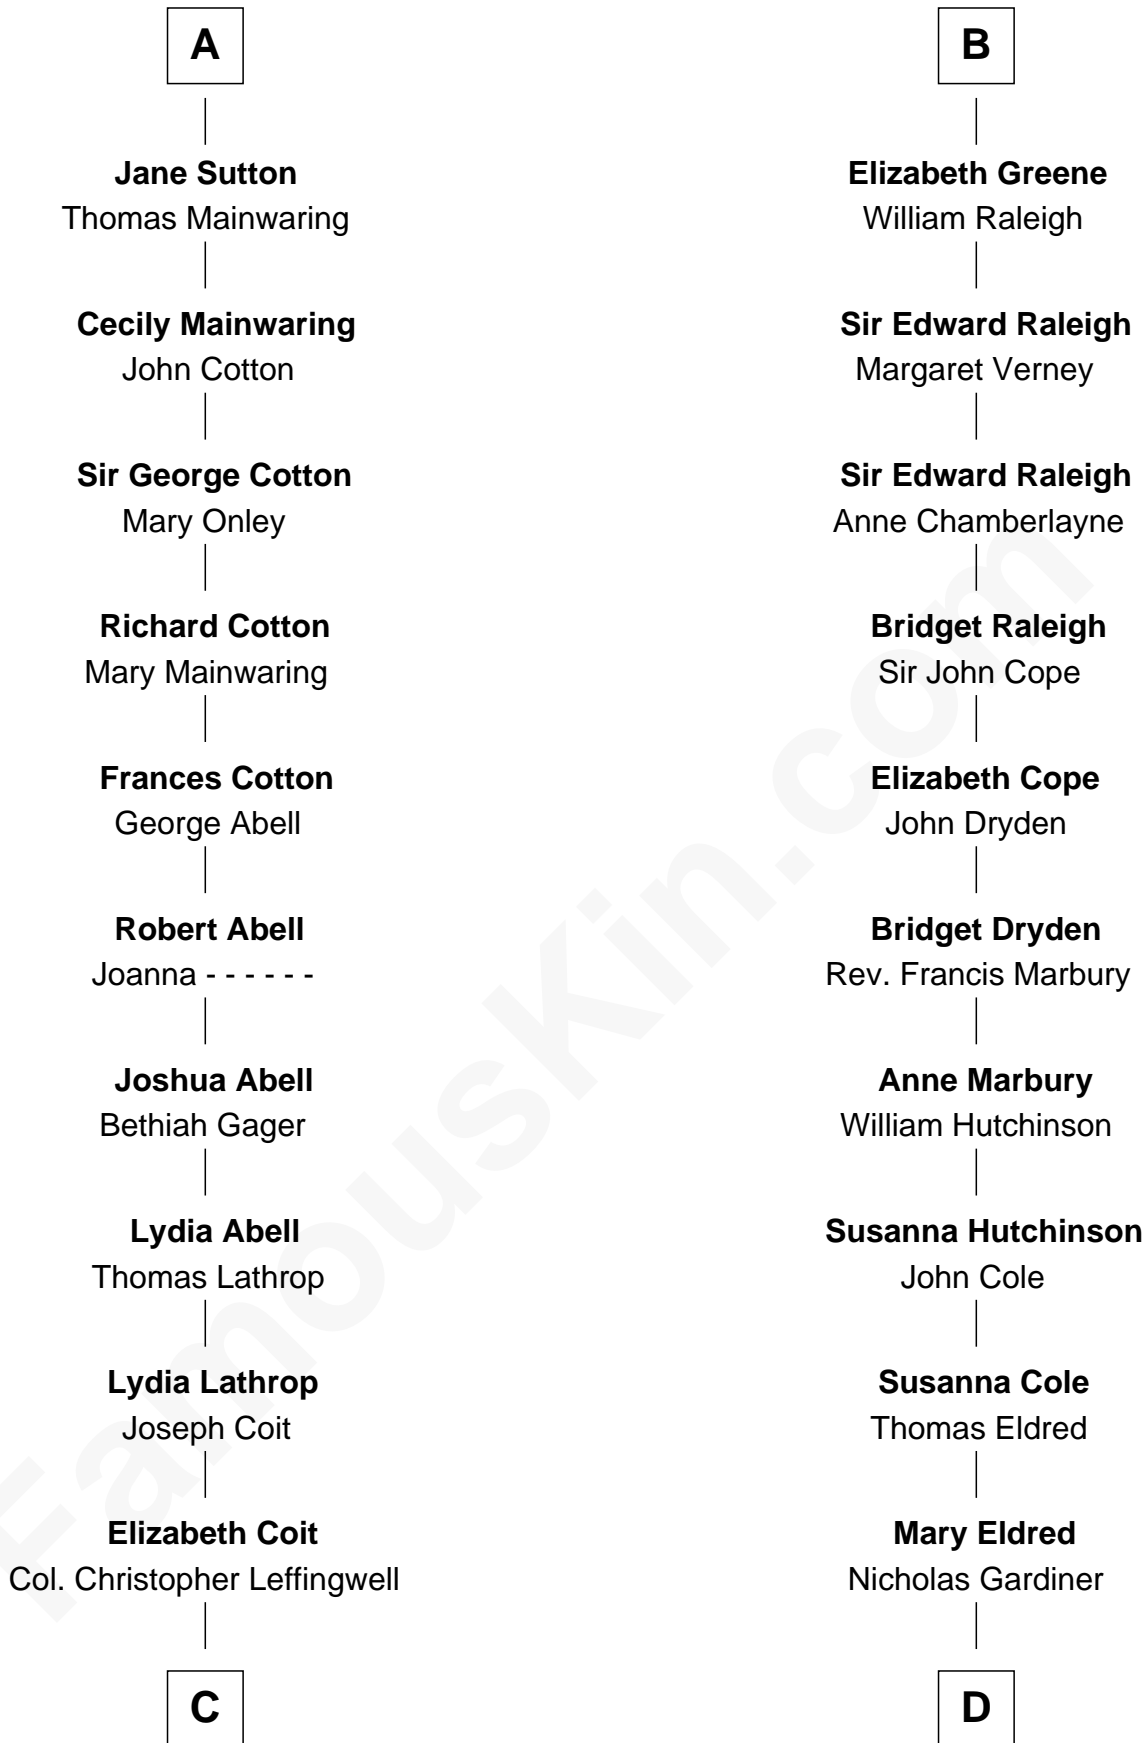 A
Jane Sutton
Thomas Mainwaring
Cecily Mainwaring
John Cotton
Sir George Cotton
Mary Onley
Richard Cotton
Mary Mainwaring
Frances Cotton
George Abell
Robert Abell
Joanna - - - - - -
Joshua Abell
Bethiah Gager
Lydia Abell
Thomas Lathrop
Lydia Lathrop
Joseph Coit
Elizabeth Coit
Col. Christopher Leffingwell
C
B
Elizabeth Greene
William Raleigh
Sir Edward Raleigh
Margaret Verney
Sir Edward Raleigh
Anne Chamberlayne
Bridget Raleigh
Sir John Cope
Elizabeth Cope
John Dryden
Bridget Dryden
Rev. Francis Marbury
Anne Marbury
William Hutchinson
Susanna Hutchinson
John Cole
Susanna Cole
Thomas Eldred
Mary Eldred
Nicholas Gardiner
D
FamousKin.com